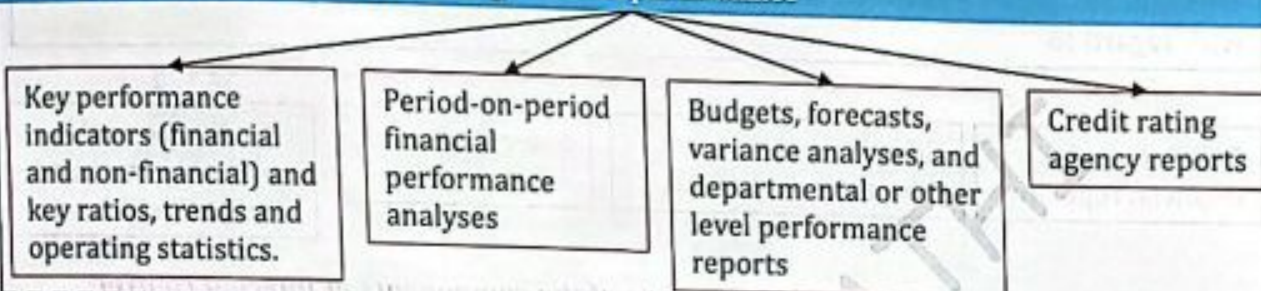 Key performance
indicators (financial
and non-financial) and
key ratios, trends and
operating statistics.
Period-on-period
financial
performance
analyses
Budgets, forecasts,
variance analyses, and
departmental or other
level performance
reports
Credit rating
agency reports